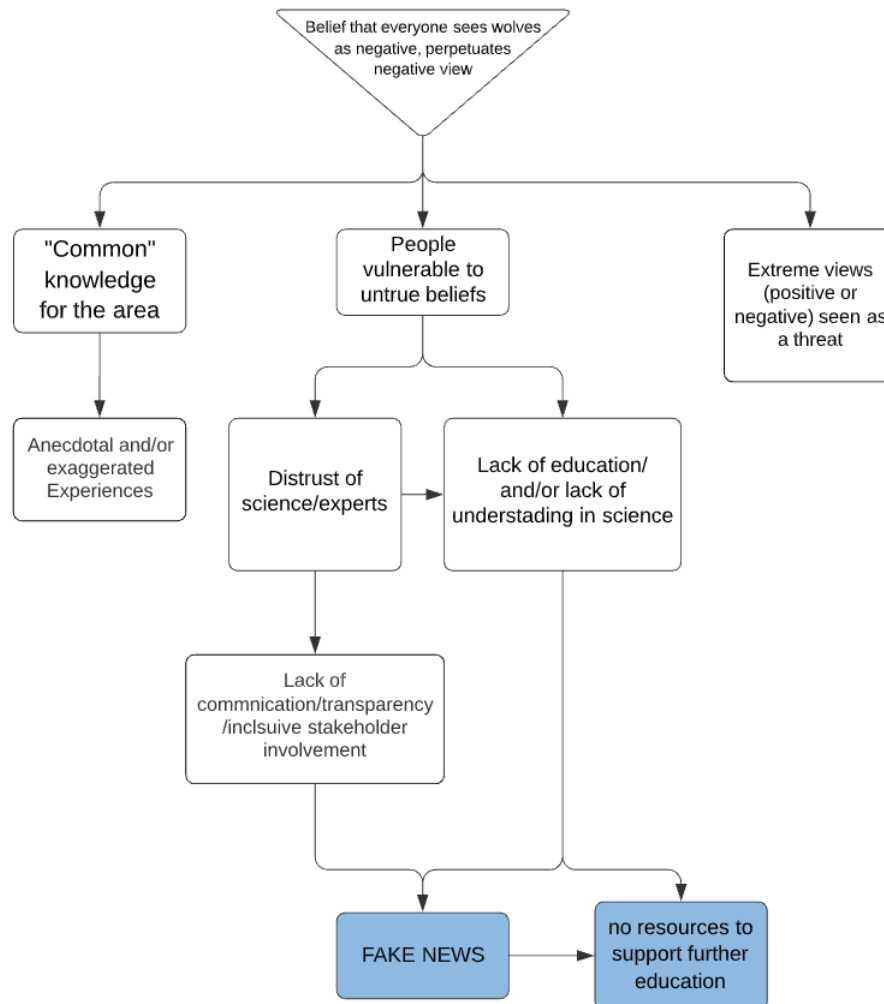 Belief that everyone sees wolves
as negative, perpetuates
negative view
"Common"
knowledge
for the area
People
vulnerable to
untrue beliefs
Extreme views
(positive or
negative) seen as
a threat
Anecdotal and/or
exaggerated
Experiences
Distrust of
science/experts
Lack of education/
and/or lack of
understading in science
Lack of
commnication/transparency
/inclsuive stakeholder
involvement
FAKE NEWS
no resources to
support further
education